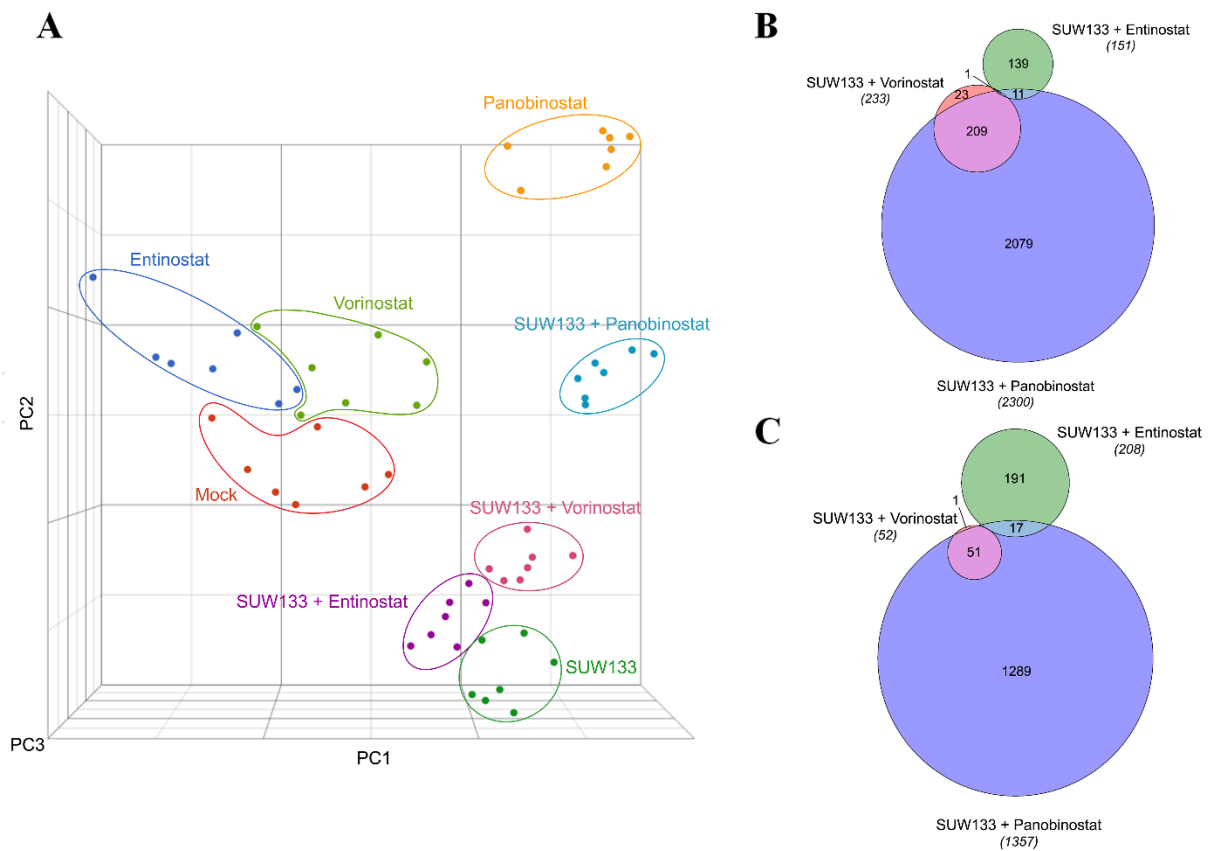 A
Panobinostat
Entinostat
Vorinostat
SUW133 + Panobinostat
Mock
SUW133 + Vorinostat
SUW133 + Entinostat
SUW133
PC2
PC3
PC1
B
SUW133 + Entinostat
(151)
139
1
SUW133 + Vorinostat
(233)
23
11
209
2079
SUW133 + Panobinostat
(2300)
C
SUW133 + Entinostat
(208)
191
1
SUW133 + Vorinostat
(52)
17
51
1289
SUW133 + Panobinostat
(1357)